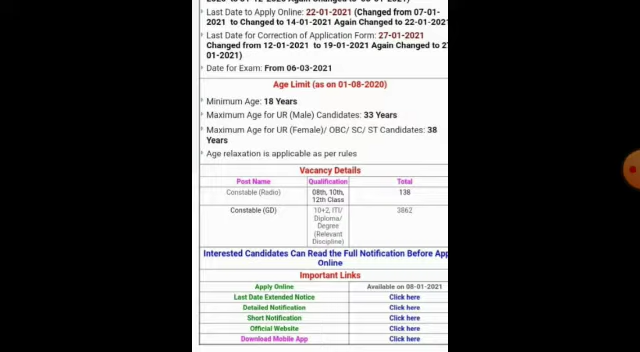 Last Date to Apply Online: 22-01-2021 (Changed from 07-01-
2021 to Changed to 14-01-2021 Again Changed to 22-01-202
Last Date for Correction of Application Form: 27-01-2021
Changed from 12-01-2021 to 19-01-2021 Again Changed to 27
01-2021)
Date for Exam: From 06-03-2021
Age Limit (as on 01-08-2020)
Minimum Age: 18 Years
Maximum Age for UR (Male) Candidates: 33 Years
Maximum Age for UR (Female)/ OBC/ SC/ ST Candidates: 38
Years
Age relaxation is applicable as per rules
Vacancy Details
Post Name Qualification Total
Constable (Radio) 08th, 10th, 138
12th Class
Constable (GD) 10+2, ITI/ 3862
Diploma/
Degree
(Relevant
Discipline)
Interested Candidates Can Read the Full Notification Before App
Online
Important Links
Apply Online Available on 08-01-2021
Last Date Extended Notice Click here
Detailed Notification Click here
Short Notification Click here
Official Website Click here
Download Mobile App Click here